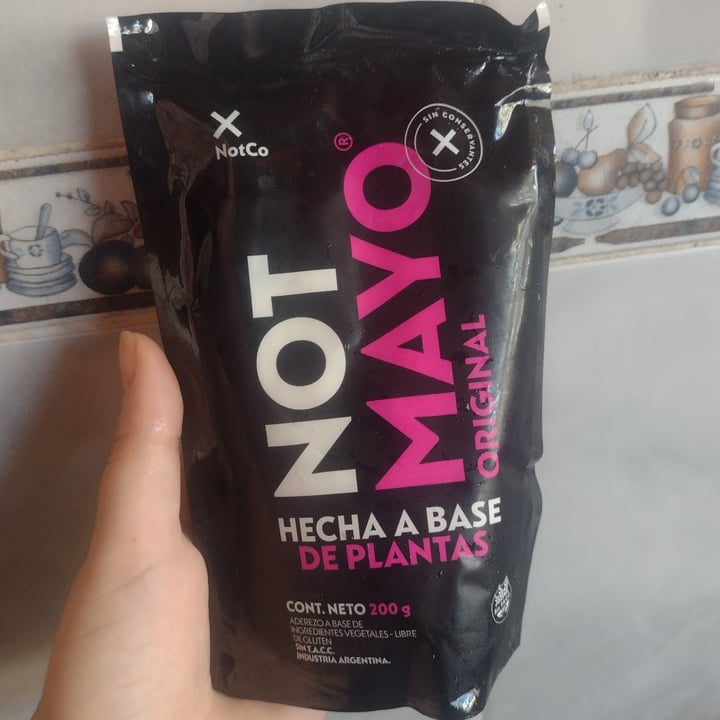 NotCo
SIN CONSERVANTES
NOT
MAYO®
ORIGINAL
HECHA A BASE
DE PLANTAS
CONT. NETO 200 g
ADEREZO A BASE DE
INGREDIENTES VEGETALES - LIBRE
DE GLUTEN
SIN T.A.C.C.
INDUSTRIA ARGENTINA.